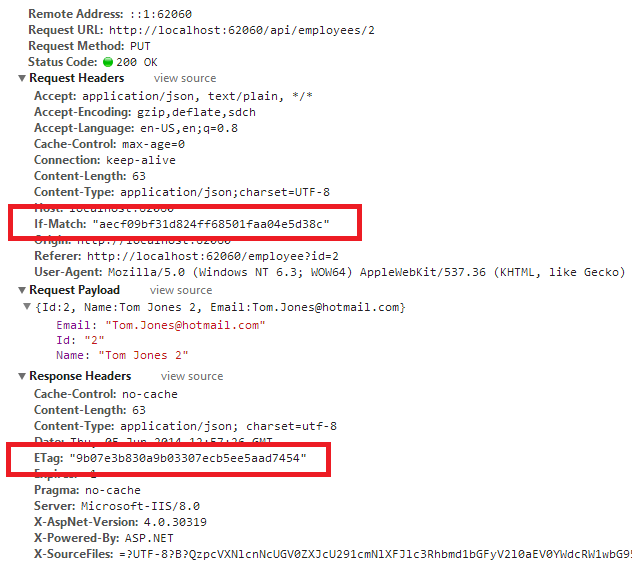 Remote Address: ::1:62060
Request URL: http://localhost:62060/api/employees/2
Request Method: PUT
Status Code: 200 OK
Request Headers view source
Accept: application/json, text/plain, */*
Accept-Encoding: gzip,deflate,sdch
Accept-Language: en-US,en;q=0.8
Cache-Control: max-age=0
Connection: keep-alive
Content-Length: 63
Content-Type: application/json;charset=UTF-8
Host: localhost:62060
If-Match: "aecf09bf31d824ff68501faa04e5d38c"
Origin: http://localhost:62060
Referer: http://localhost:62060/employee?id=2
User-Agent: Mozilla/5.0 (Windows NT 6.3; WOW64) AppleWebKit/537.36 (KHTML, like Gecko)
Request Payload view source
{Id:2, Name:Tom Jones 2, Email:Tom.Jones@hotmail.com}
Email: "Tom.Jones@hotmail.com"
Id: "2"
Name: "Tom Jones 2"
Response Headers view source
Cache-Control: no-cache
Content-Length: 63
Content-Type: application/json; charset=utf-8
Date: Thu, 05 Jun 2014 12:57:26 GMT
ETag: "9b07e3b830a9b03307ecb5ee5aad7454"
Expires: -1
Pragma: no-cache
Server: Microsoft-IIS/8.0
X-AspNet-Version: 4.0.30319
X-Powered-By: ASP.NET
X-SourceFiles: =?UTF-8?B?QzpcVXNlcnNcUGV0ZXJcU291cmNlXFJlc3Rhbmd1bGFyV2l0aEV0YWdcRW1wbG95